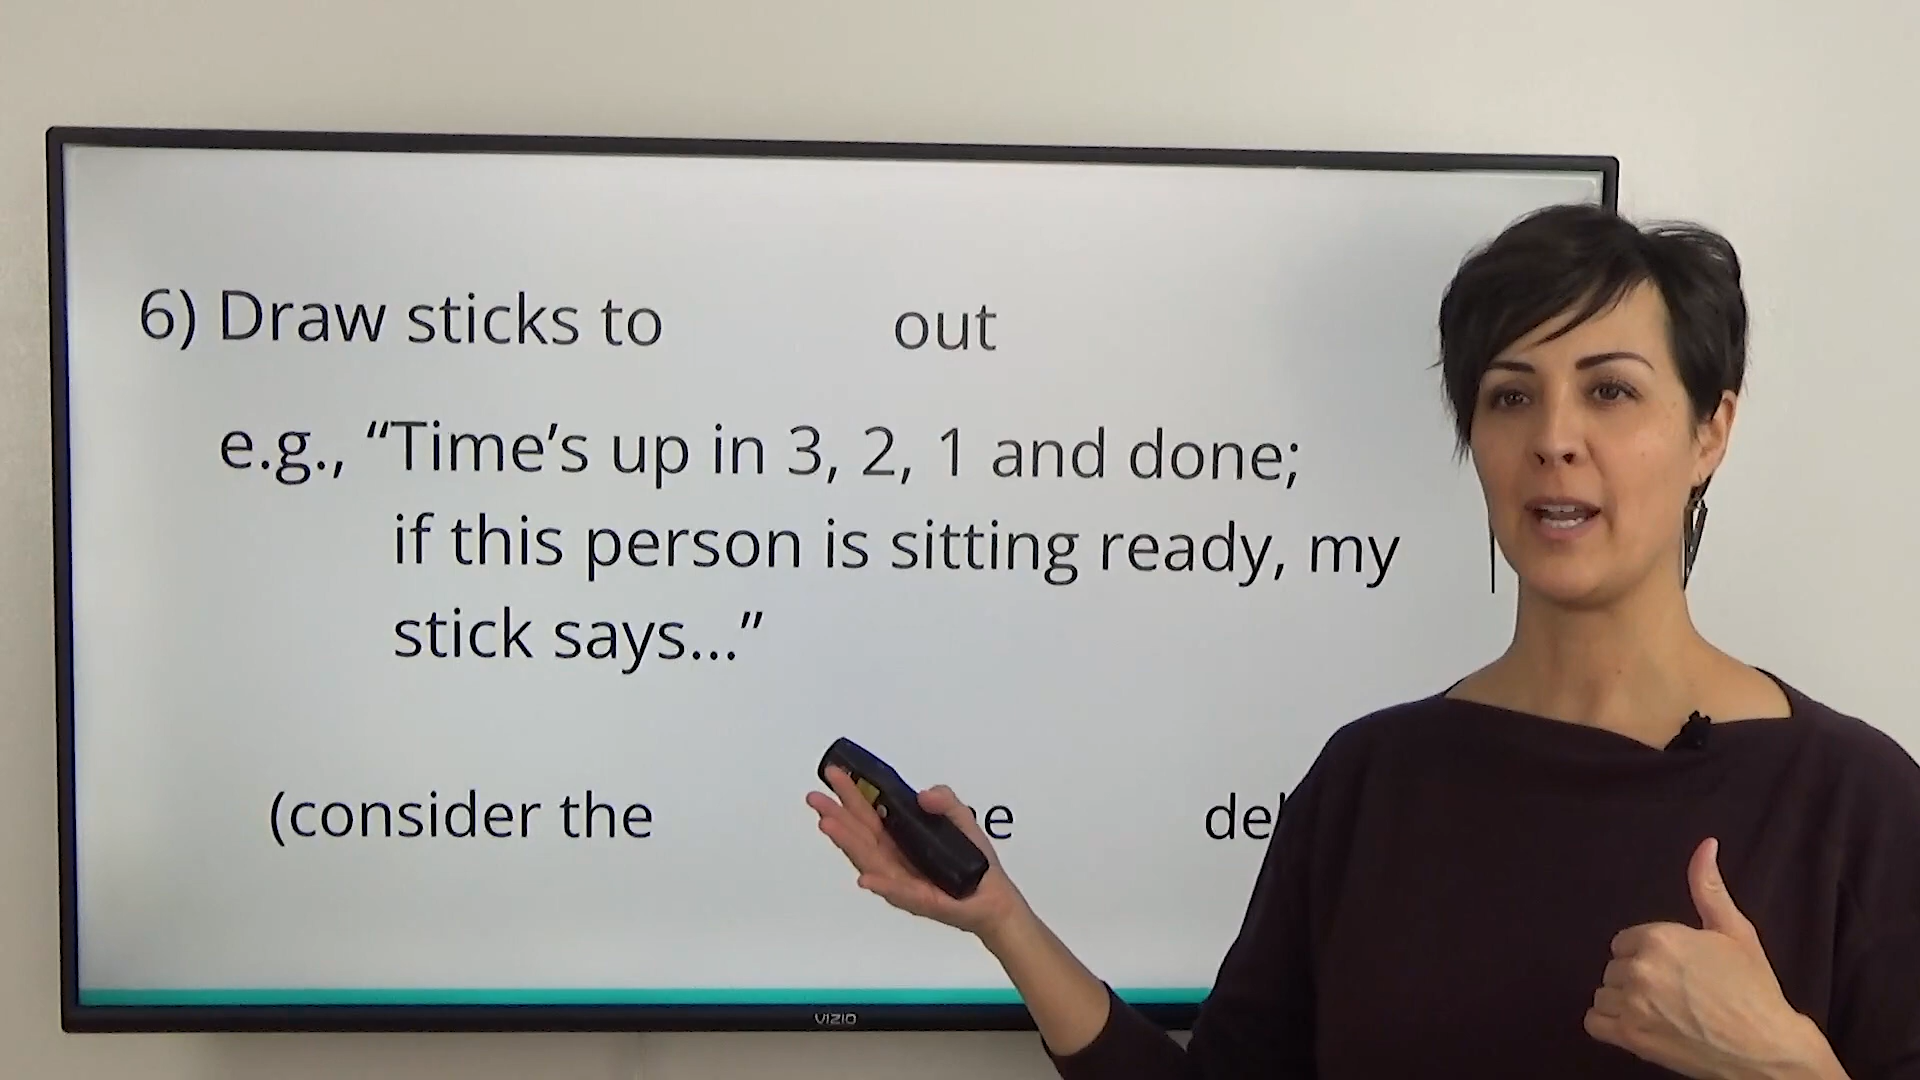 6) Draw sticks to out
e.g., “Time’s up in 3, 2, 1 and done;
if this person is sitting ready, my
stick says...”
(consider the
VIZIO